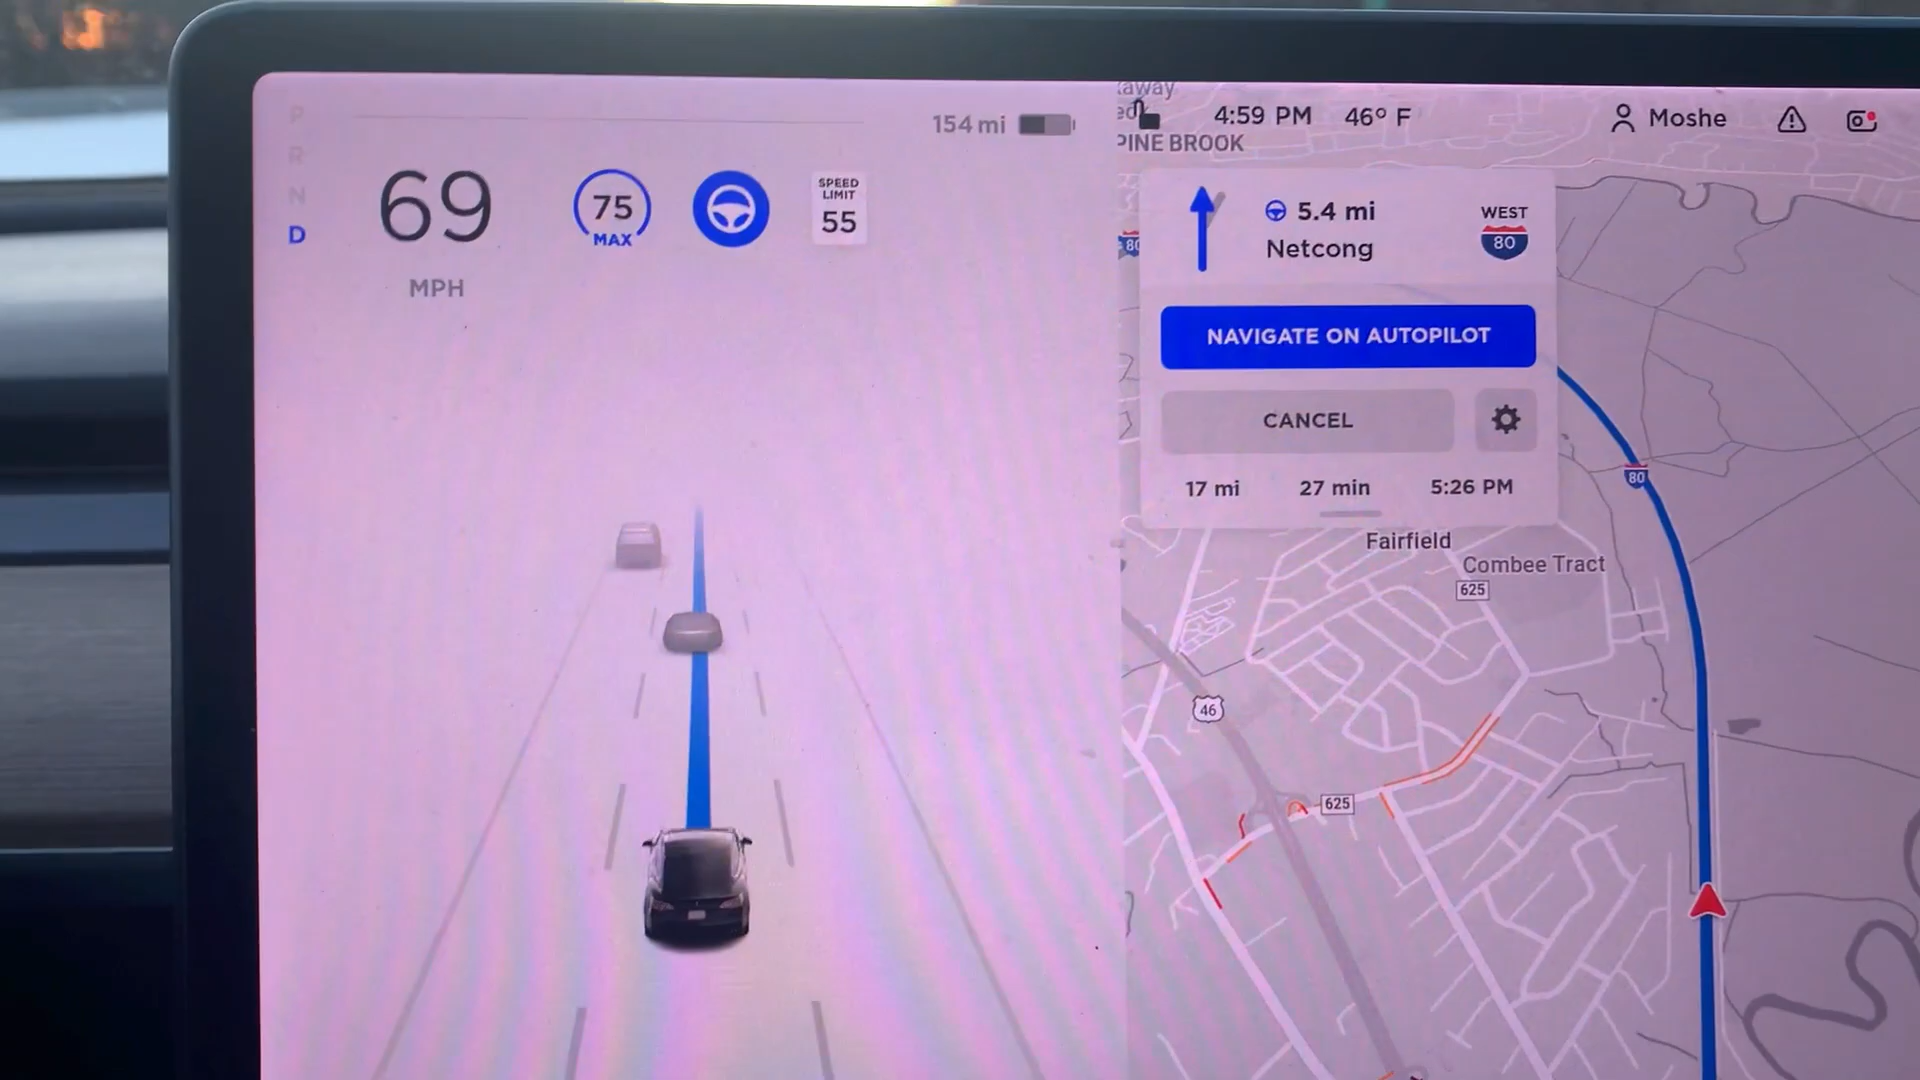 P
R
N
D
69
MPH
75
MAX
SPEED
LIMIT
55
154 mi
4:59 PM
46° F
Moshe
PINE BROOK
80
5.4 mi
Netcong
WEST
80
NAVIGATE ON AUTOPILOT
CANCEL
17 mi
27 min
5:26 PM
80
Fairfield
Combee Tract
625
46
625